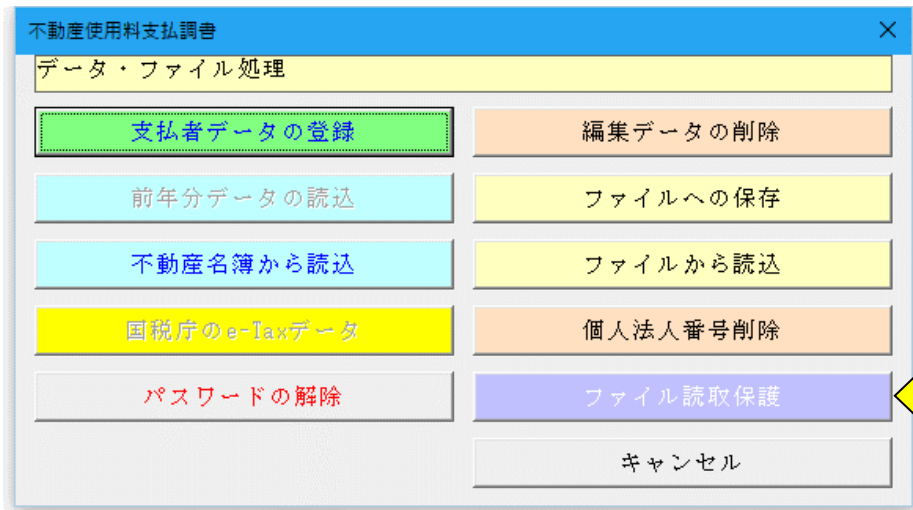 不動産使用料支払調書
データ・ファイル処理
支払者データの登録
編集データの削除
前年分データの読込
ファイルへの保存
不動産名簿から読込
ファイルから読込
国税庁のe-Taxデータ
個人法人番号削除
パスワードの解除
ファイル読取保護
キャンセル